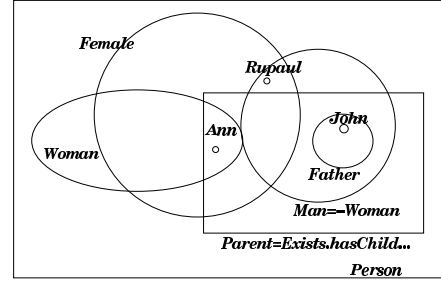 Female
Rupaul
John
Ann
Woman
Father
Man=¬Woman
Parent=Exists.hasChild...
Person